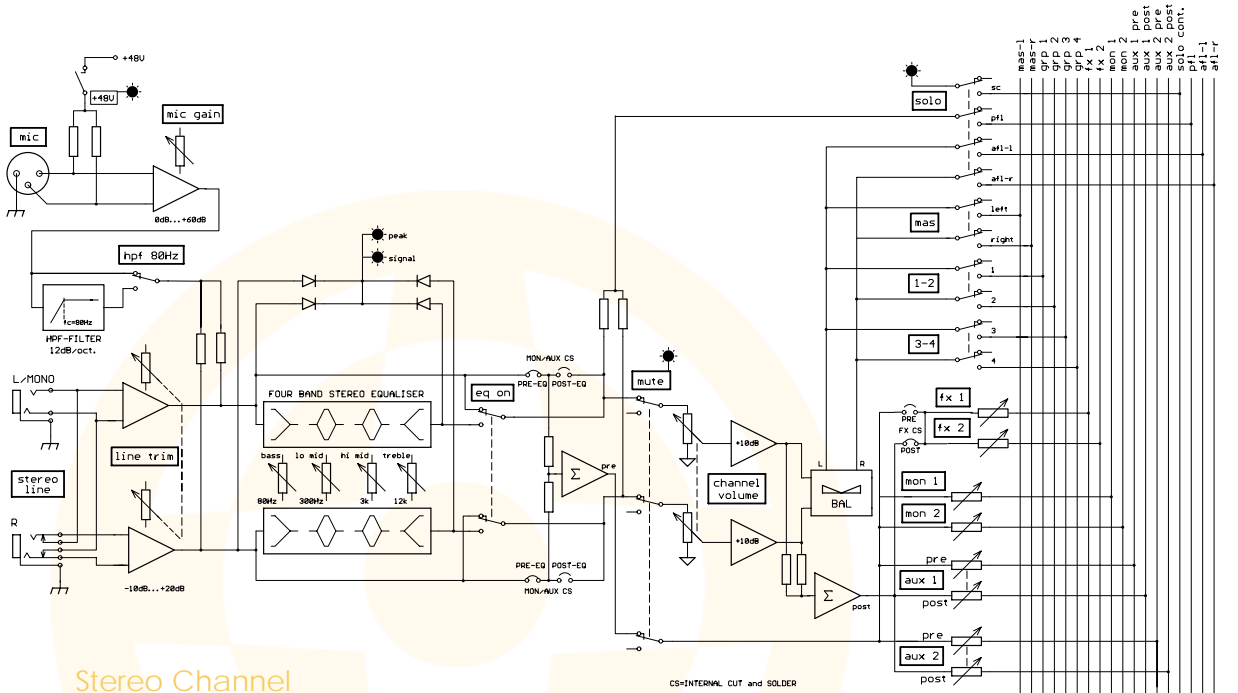 mas-l
mas-r
grp 1
grp 2
grp 3
grp 4
fx 1
fx 2
mon 1
mon 2
aux 1 pre
aux 1 post
aux 2 pre
aux 2 post
solo cont.
pfl
afl-l
afl-r
+48V
+48V
mic gain
mic
0dB...+60dB
hpf 80Hz
fc=80Hz
HPF-FILTER
12dB/oct.
peak
signal
solo
sc
pfl
afl-l
afl-r
mas
left
right
1-2
1
2
3-4
3
4
L/MONO
line trim
stereo
line
R
-10dB...+20dB
FOUR BAND STEREO EQUALISER
bass
lo mid
hi mid
treble
80Hz
300Hz
3k
12k
MON/AUX CS
PRE-EQ
POST-EQ
eq on
Σ
pre
PRE-EQ
POST-EQ
MON/AUX CS
mute
+10dB
channel
volume
+10dB
L
R
BAL
Σ
post
fx 1
PRE
FX CS
POST
fx 2
mon 1
mon 2
pre
aux 1
post
pre
aux 2
post
CS=INTERNAL CUT and SOLDER
Stereo Channel